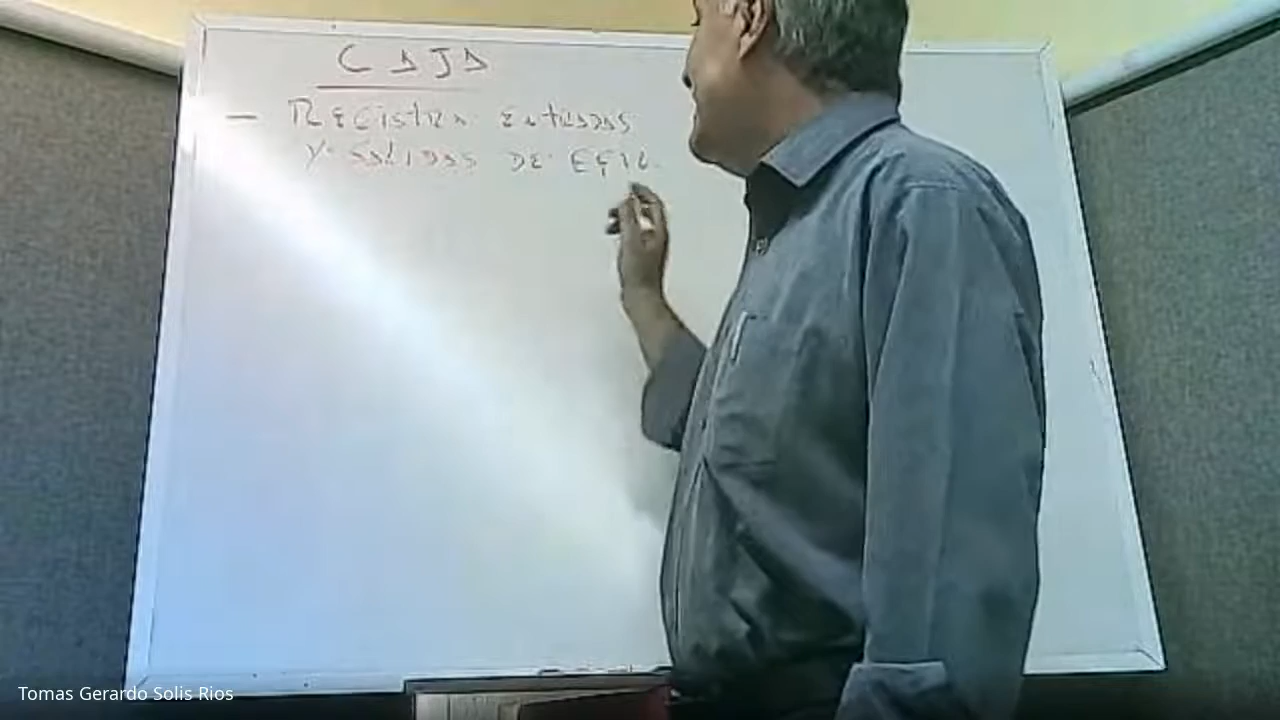 CAJA
— REGISTRA ENTRADAS
Y SALIDAS DE EFIC.
Tomas Gerardo Solis Rios